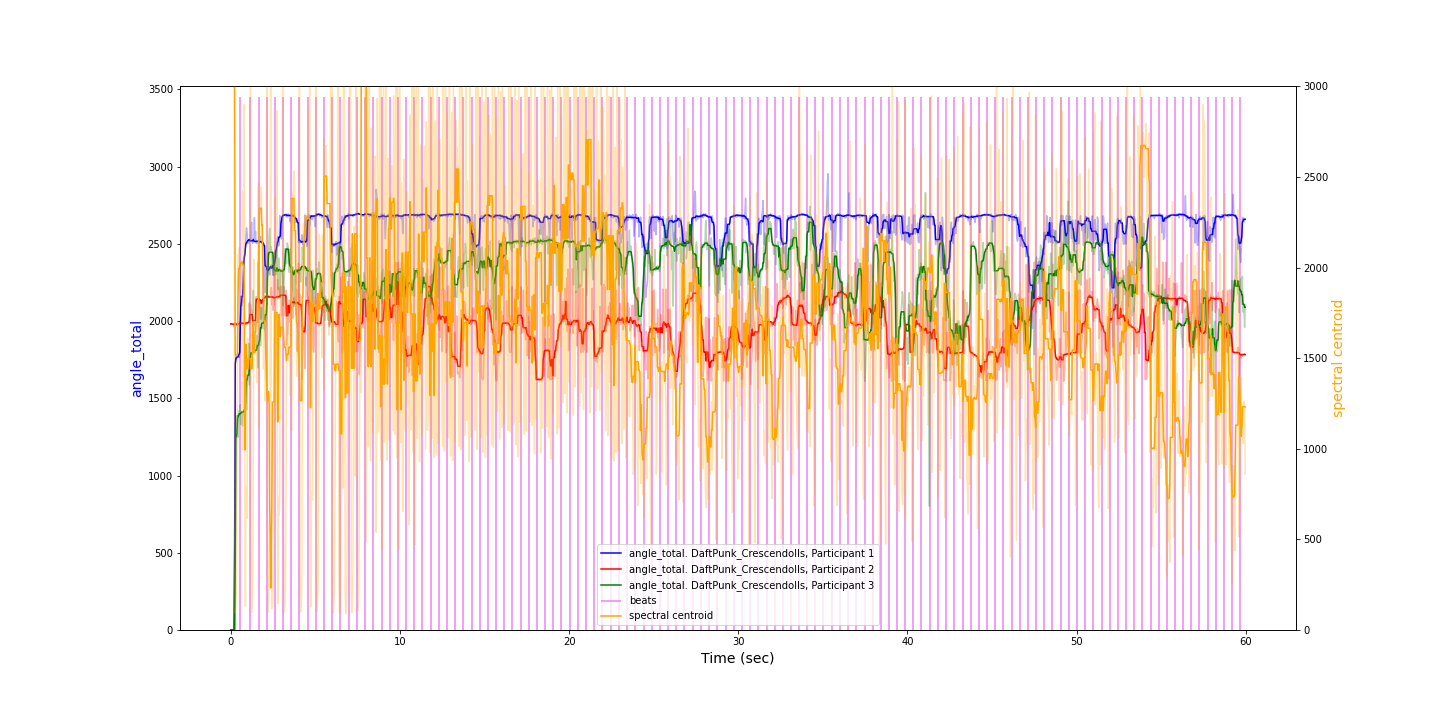 3500
3000
2500
2000
1500
1000
500
0
angle_total
3000
2500
2000
1500
1000
500
0
spectral centroid
angle_total. DaftPunk_Crescendolls, Participant 1
angle_total. DaftPunk_Crescendolls, Participant 2
angle_total. DaftPunk_Crescendolls, Participant 3
beats
spectral centroid
0 10 20 30 40 50 60
Time (sec)